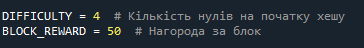 DIFFICULTY = 4  # Кількість нулів на початку хешу
BLOCK_REWARD = 50  # Нагорода за блок